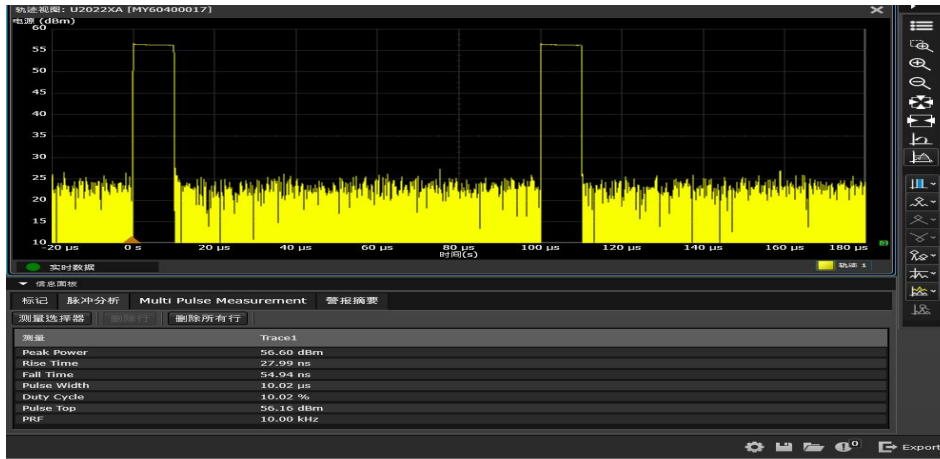 轨迹视图: U2022XA [MY60400017]
电源 (dBm)
60
55
50
45
40
35
30
25
20
15
10
-20 µs 0 s 20 µs 40 µs 60 µs 80 µs 100 µs 120 µs 140 µs 160 µs 180 µs
时间(s)
实时数据 轨迹 1
信息面板
标记 脉冲分析 Multi Pulse Measurement 警报摘要
测量选择器 删除行 删除所有行
测量 Trace1
Peak Power 56.60 dBm
Rise Time 27.99 ns
Fall Time 54.94 ns
Pulse Width 10.02 µs
Duty Cycle 10.02 %
Pulse Top 56.16 dBm
PRF 10.00 kHz
0 Export